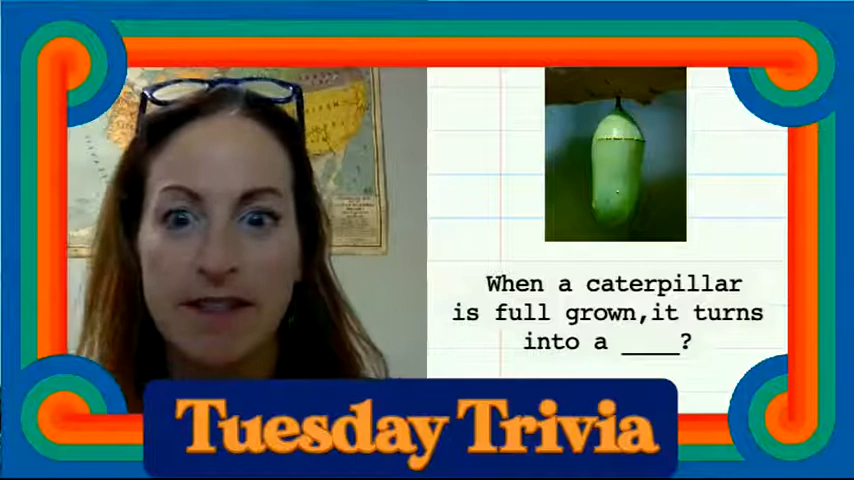 When a caterpillar
is full grown,it turns
into a ____?
Tuesday Trivia